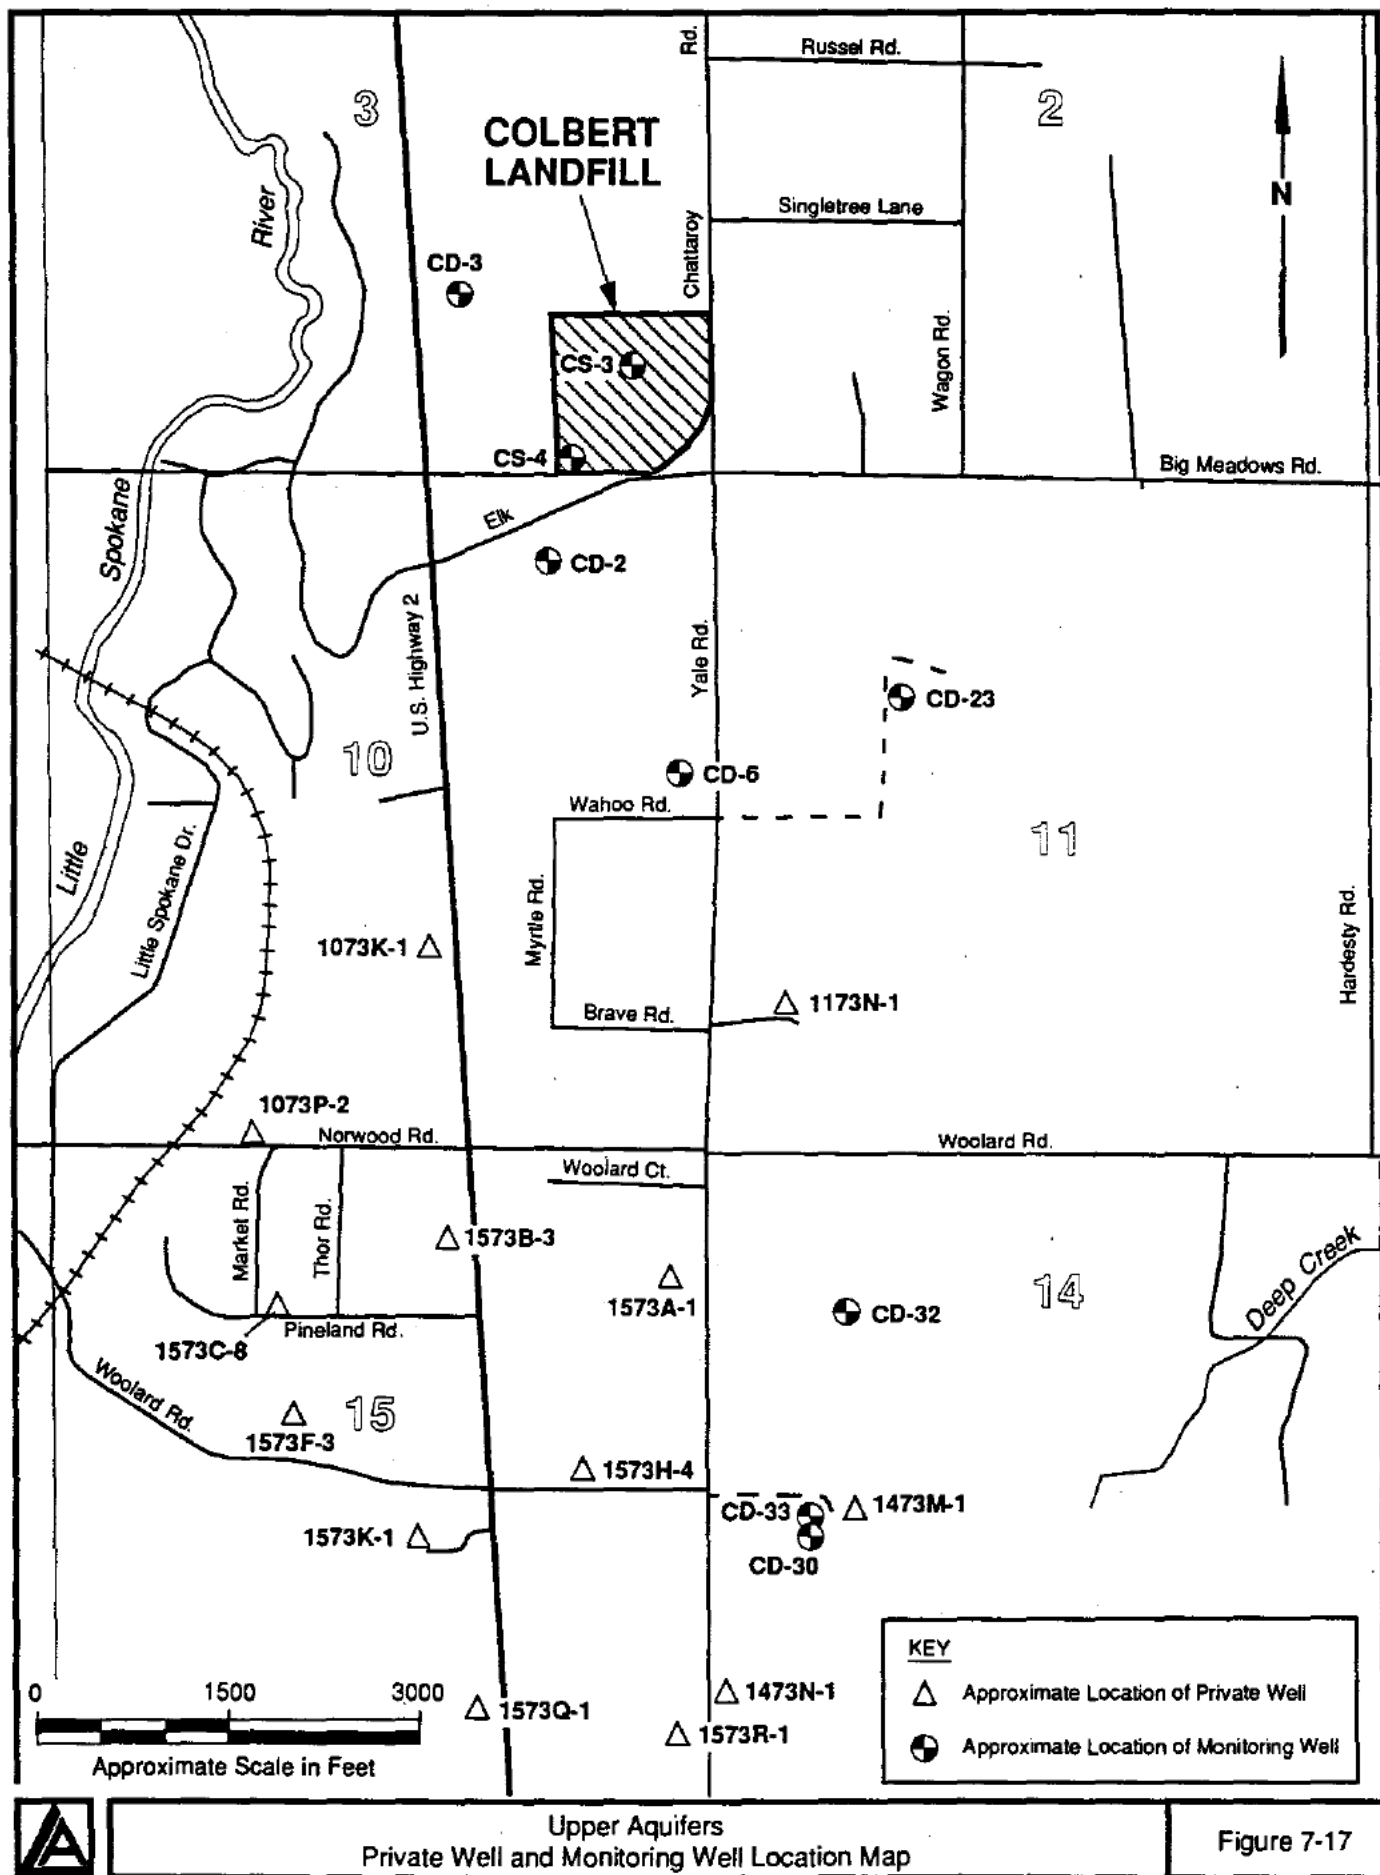 Rd.
Russel Rd.
3
2
COLBERT
LANDFILL
N
River
Singletree Lane
Chattaroy
CD-3
Wagon Rd.
CS-3
CS-4
Big Meadows Rd.
Spokane
Elk
CD-2
U.S. Highway 2
Yale Rd.
CD-23
10
CD-6
Wahoo Rd.
11
Little
Little Spokane Dr.
Myrtle Rd.
Hardesty Rd.
1073K-1
1173N-1
Brave Rd.
1073P-2
Norwood Rd.
Woolard Rd.
Woolard Ct.
Market Rd.
Thor Rd.
1573B-3
Deep Creek
1573A-1
14
CD-32
Pineland Rd.
1573C-8
Woolard Rd.
15
1573F-3
1573H-4
CD-33
1473M-1
1573K-1
CD-30
KEY
Approximate Location of Private Well
Approximate Location of Monitoring Well
0 1500 3000
Approximate Scale in Feet
1473N-1
1573Q-1
1573R-1
Upper Aquifers
Private Well and Monitoring Well Location Map
Figure 7-17